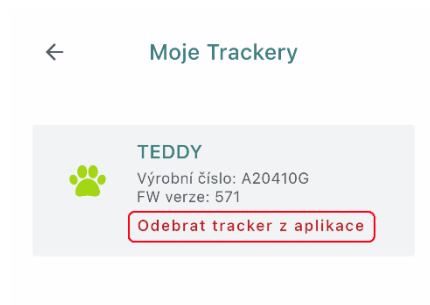 Moje Trackery
TEDDY
Výrobní číslo: A20410G
FW verze: 571
Odebrat tracker z aplikace